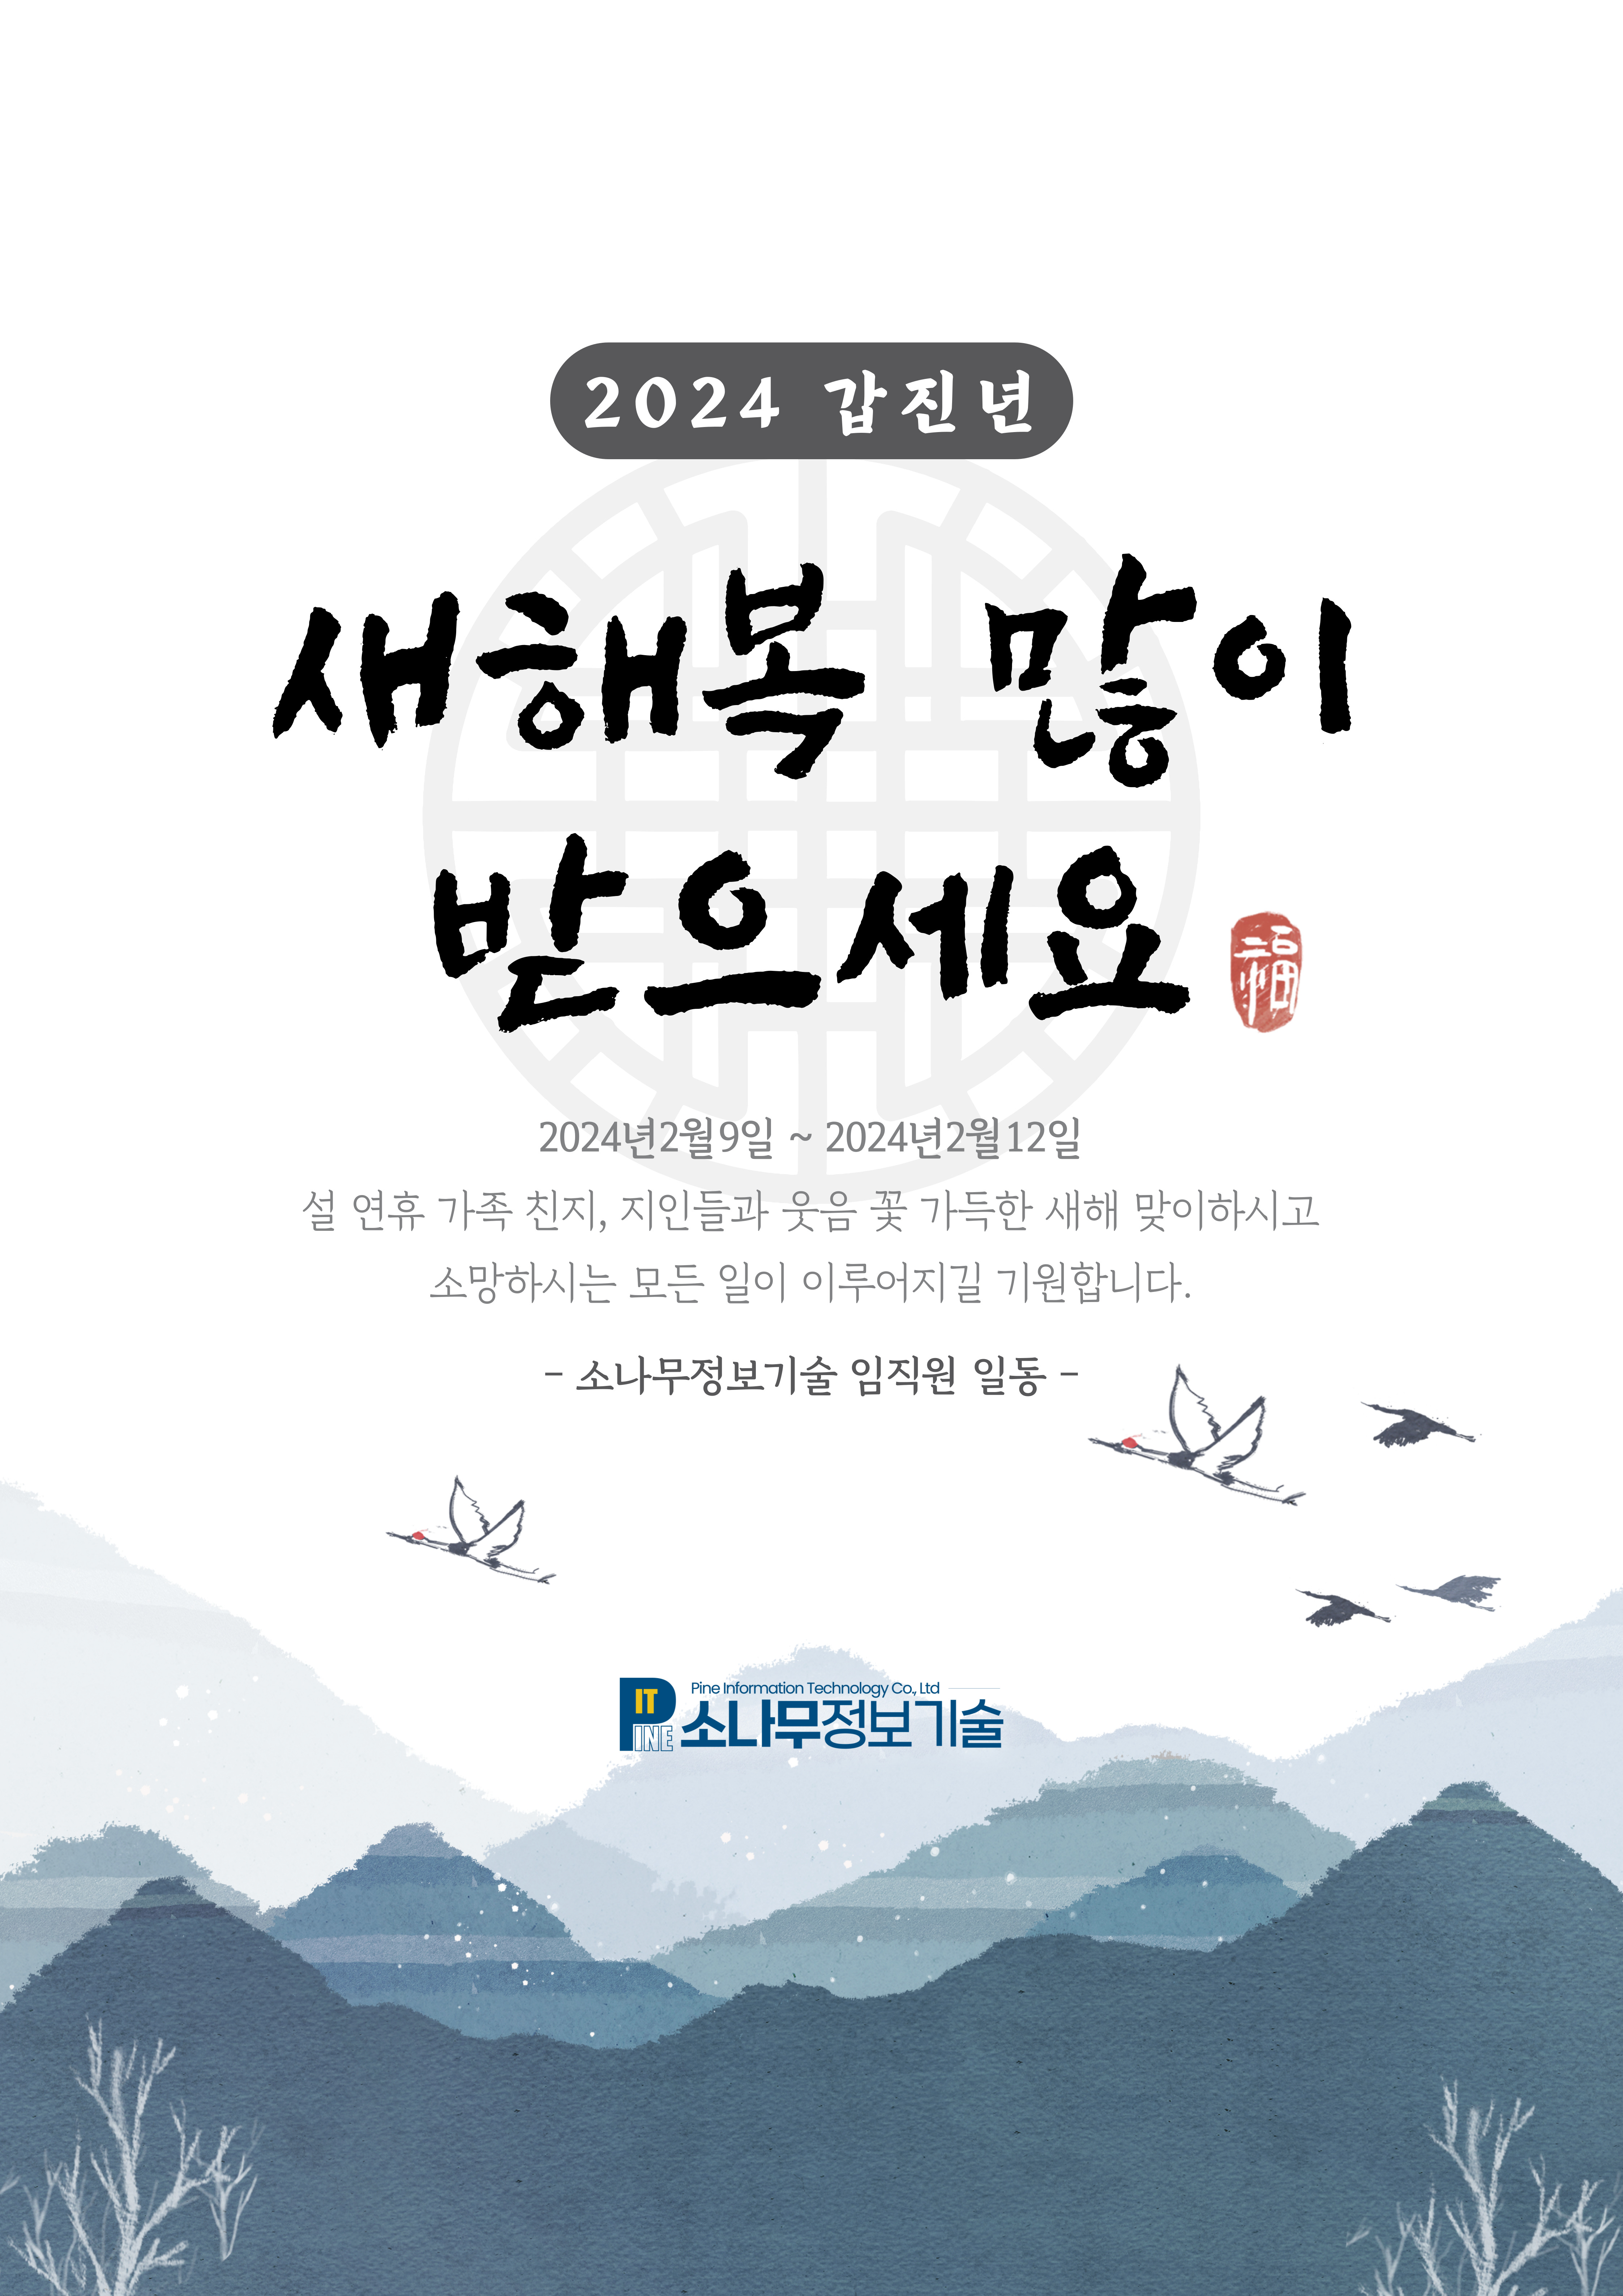 2024 갑진년
새해복 많이
받으세요
福
2024년2월9일 ~ 2024년2월12일
설 연휴 가족 친지, 지인들과 웃음 꽃 가득한 새해 맞이하시고
소망하시는 모든 일이 이루어지길 기원합니다.
- 소나무정보기술 임직원 일동 -
IT
PINE
Pine Information Technology Co., Ltd
소나무정보기술